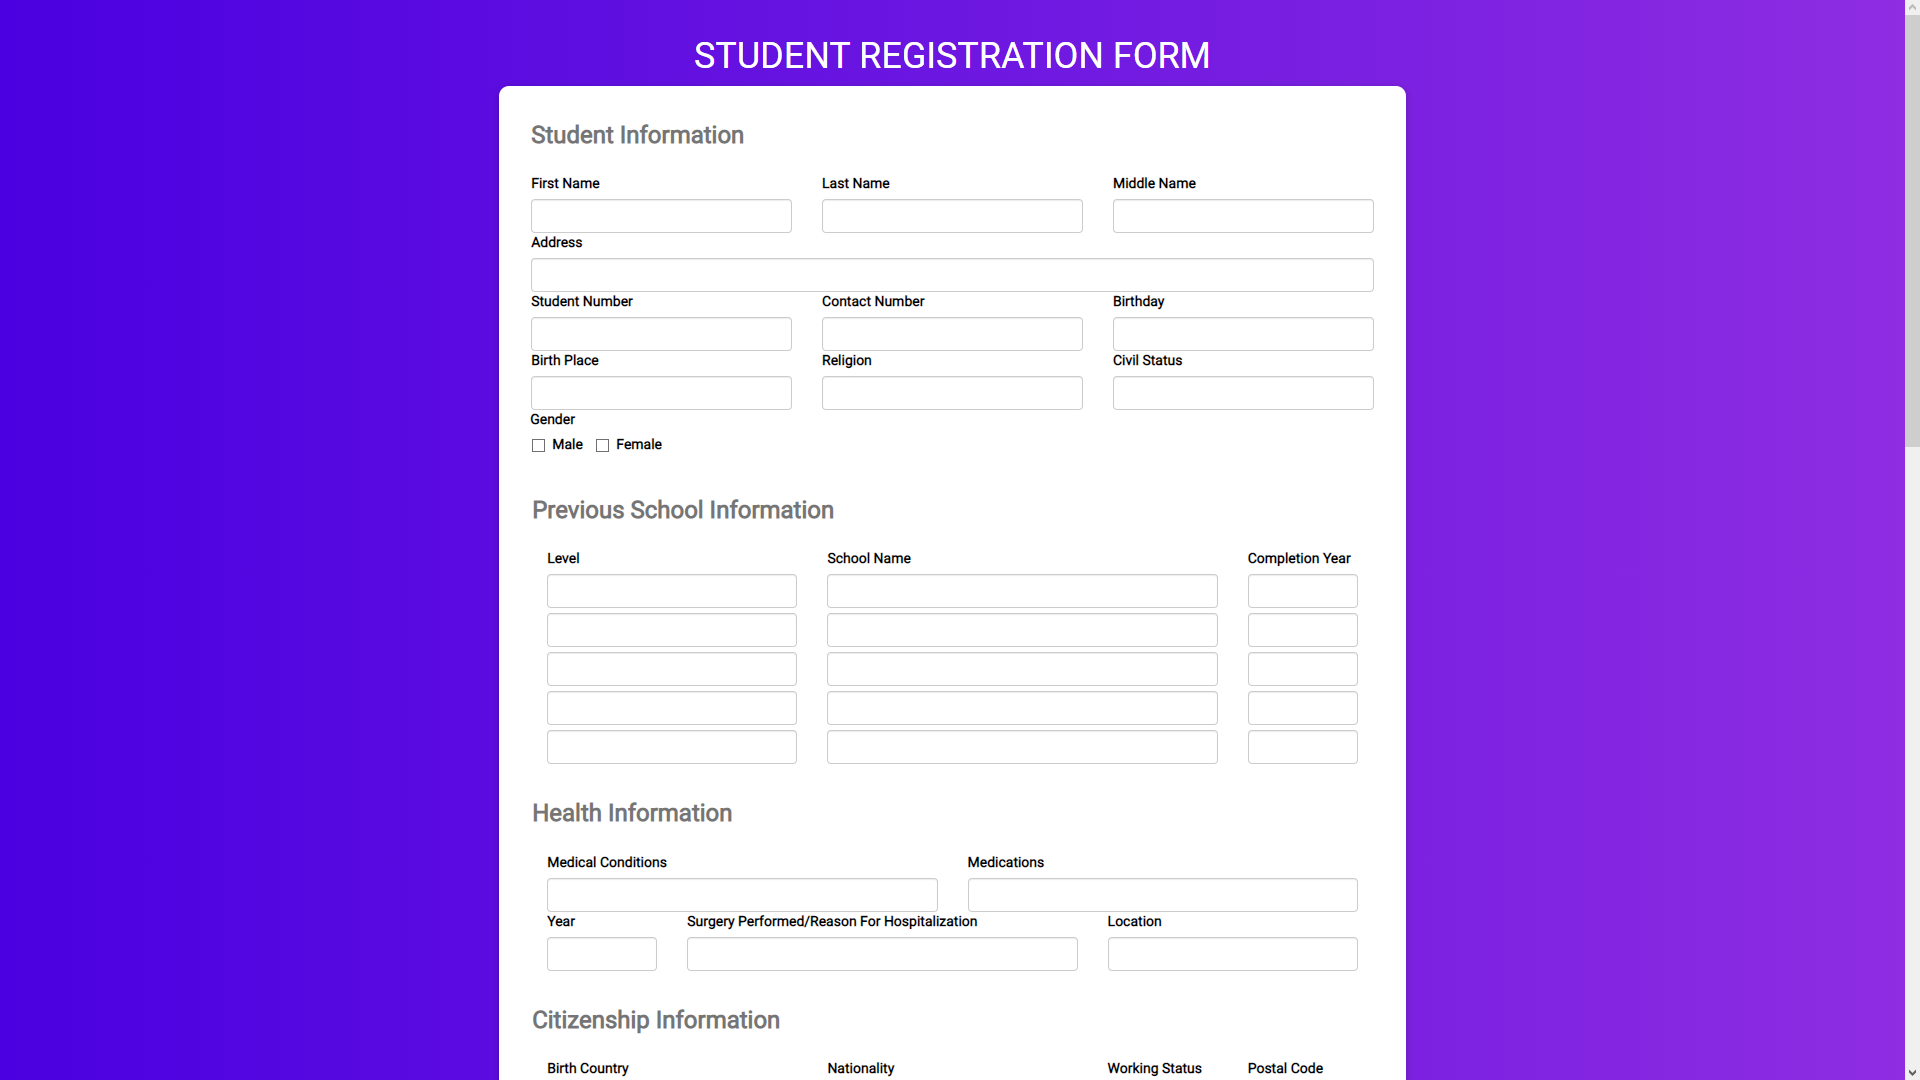 STUDENT REGISTRATION FORM
Student Information
First Name Last Name Middle Name
Address
Student Number Contact Number Birthday
Birth Place Religion Civil Status
Gender
Male Female
Previous School Information
Level School Name Completion Year
Health Information
Medical Conditions Medications
Year Surgery Performed/Reason For Hospitalization Location
Citizenship Information
Birth Country Nationality Working Status Postal Code